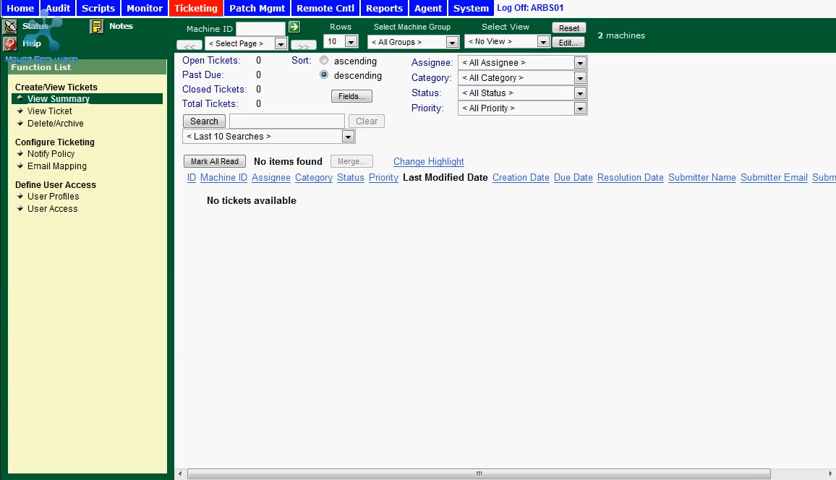 Home Audit Scripts Monitor Ticketing Patch Mgmt Remote Cntl Reports Agent System Log Off: ARBS01
Status Notes
Help
Machine ID
<< < Select Page > >>
Rows
10
Select Machine Group
< All Groups >
Select View
< No View >
Reset
Edit...
2 machines
Function List
Create/View Tickets
View Summary
View Ticket
Delete/Archive
Configure Ticketing
Notify Policy
Email Mapping
Define User Access
User Profiles
User Access
Open Tickets: 0
Past Due: 0
Closed Tickets: 0
Total Tickets: 0
Sort: ascending
descending
Fields...
Assignee: < All Assignee >
Category: < All Category >
Status: < All Status >
Priority: < All Priority >
Search Clear
< Last 10 Searches >
Mark All Read No items found Merge... Change Highlight
ID Machine ID Assignee Category Status Priority Last Modified Date Creation Date Due Date Resolution Date Submitter Name Submitter Email Subm
No tickets available